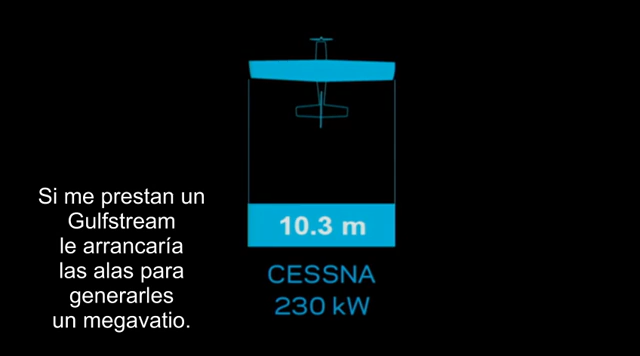 Si me prestan un
Gulfstream
le arrancaría
las alas para
generarles
un megavatio.
10.3 m
CESSNA
230 kW